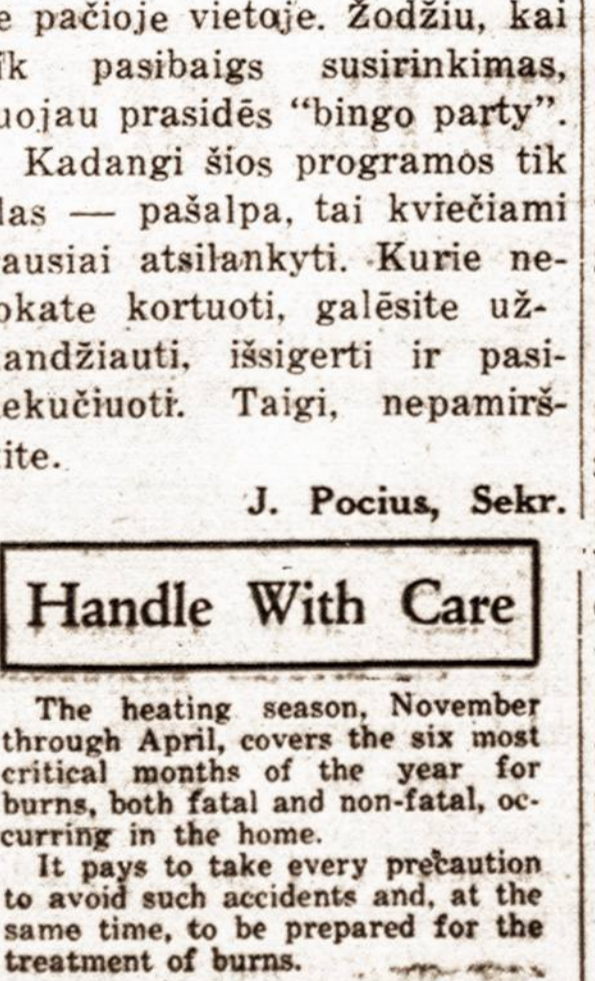 e pačioje vietoje. Žodžiu, kai
ik pasibaigs susirinkimas,
uojau prasidēs “bingo party”.
Kadangi šios programos tik
las — pašalpa, tai kviečiami
ausiai atsilankyti. Kurie ne-
okate kortuoti, galēsite už-
andžiauti, išsigerti ir pasi-
ekučiuoti. Taigi, nepamirš-
ite.
J. Pocius, Sekr.
Handle With Care
The heating season, November
through April, covers the six most
critical months of the year for
burns, both fatal and non-fatal, oc-
curring in the home.
It pays to take every precaution
to avoid such accidents and, at the
same time, to be prepared for the
treatment of burns.